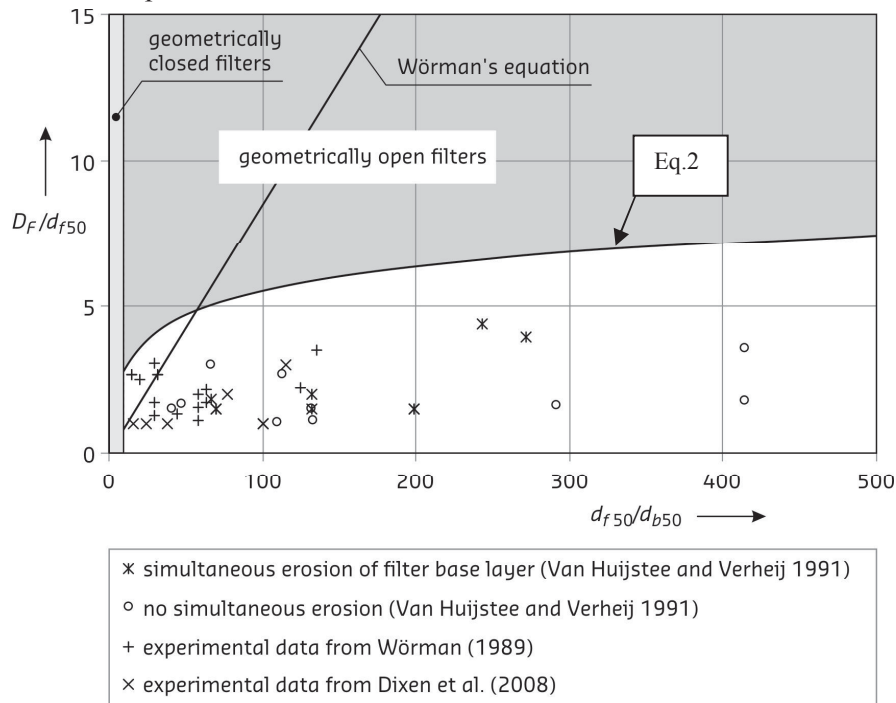 15
geometrically
closed filters
Wörman's equation
geometrically open filters
Eq.2
10
D_F/d_f50
5
0
0
100
200
300
400
500
d_f 50/d_b50
simultaneous erosion of filter base layer (Van Huijstee and Verheij 1991)
no simultaneous erosion (Van Huijstee and Verheij 1991)
experimental data from Wörman (1989)
experimental data from Dixen et al. (2008)